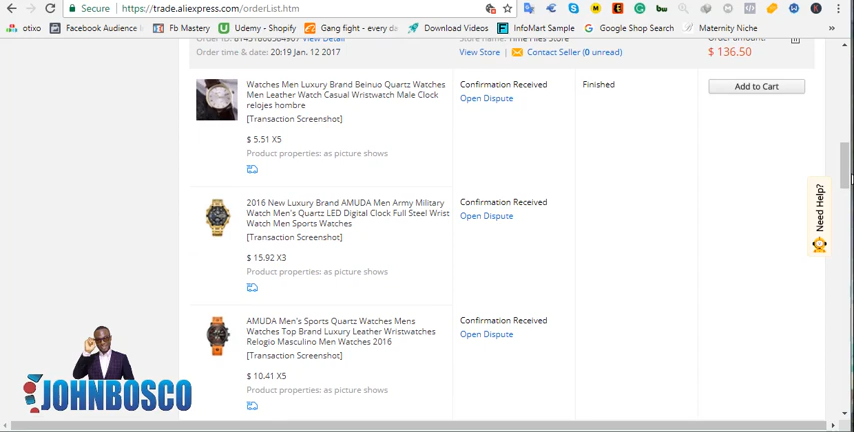 Secure | https://trade.aliexpress.com/orderList.htm
otixo Facebook Audience I Fb Mastery Udemy - Shopify Gang fight - every da Download Videos InfoMart Sample Google Shop Search Maternity Niche »
View Detail
Order amount:
Order time & date: 20:19 Jan. 12 2017
View Store | Contact Seller (0 unread)
$ 136.50
Watches Men Luxury Brand Beinuo Quartz Watches
Men Leather Watch Casual Wristwatch Male Clock
relojes hombre
[Transaction Screenshot]
$ 5.51 X5
Product properties: as picture shows
Confirmation Received
Open Dispute
Finished
Add to Cart
2016 New Luxury Brand AMUDA Men Army Military
Watch Men's Quartz LED Digital Clock Full Steel Wrist
Watch Men Sports Watches
[Transaction Screenshot]
$ 15.92 X3
Product properties: as picture shows
Confirmation Received
Open Dispute
Need Help?
AMUDA Men's Sports Quartz Watches Mens
Watches Top Brand Luxury Leather Wristwatches
Relogio Masculino Men Watches 2016
[Transaction Screenshot]
$ 10.41 X5
Product properties: as picture shows
Confirmation Received
Open Dispute
iJOHNBOSCO